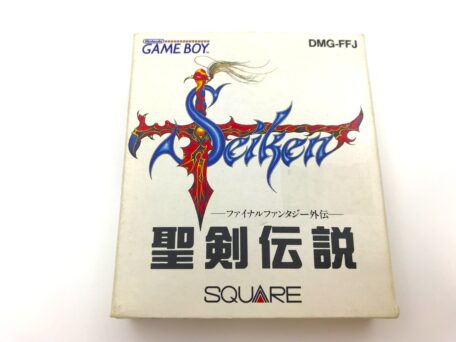 Nintendo
GAME BOY
DMG-FFJ
Seiken
ファイナルファンタジー外伝
聖剣伝説
SQUARE